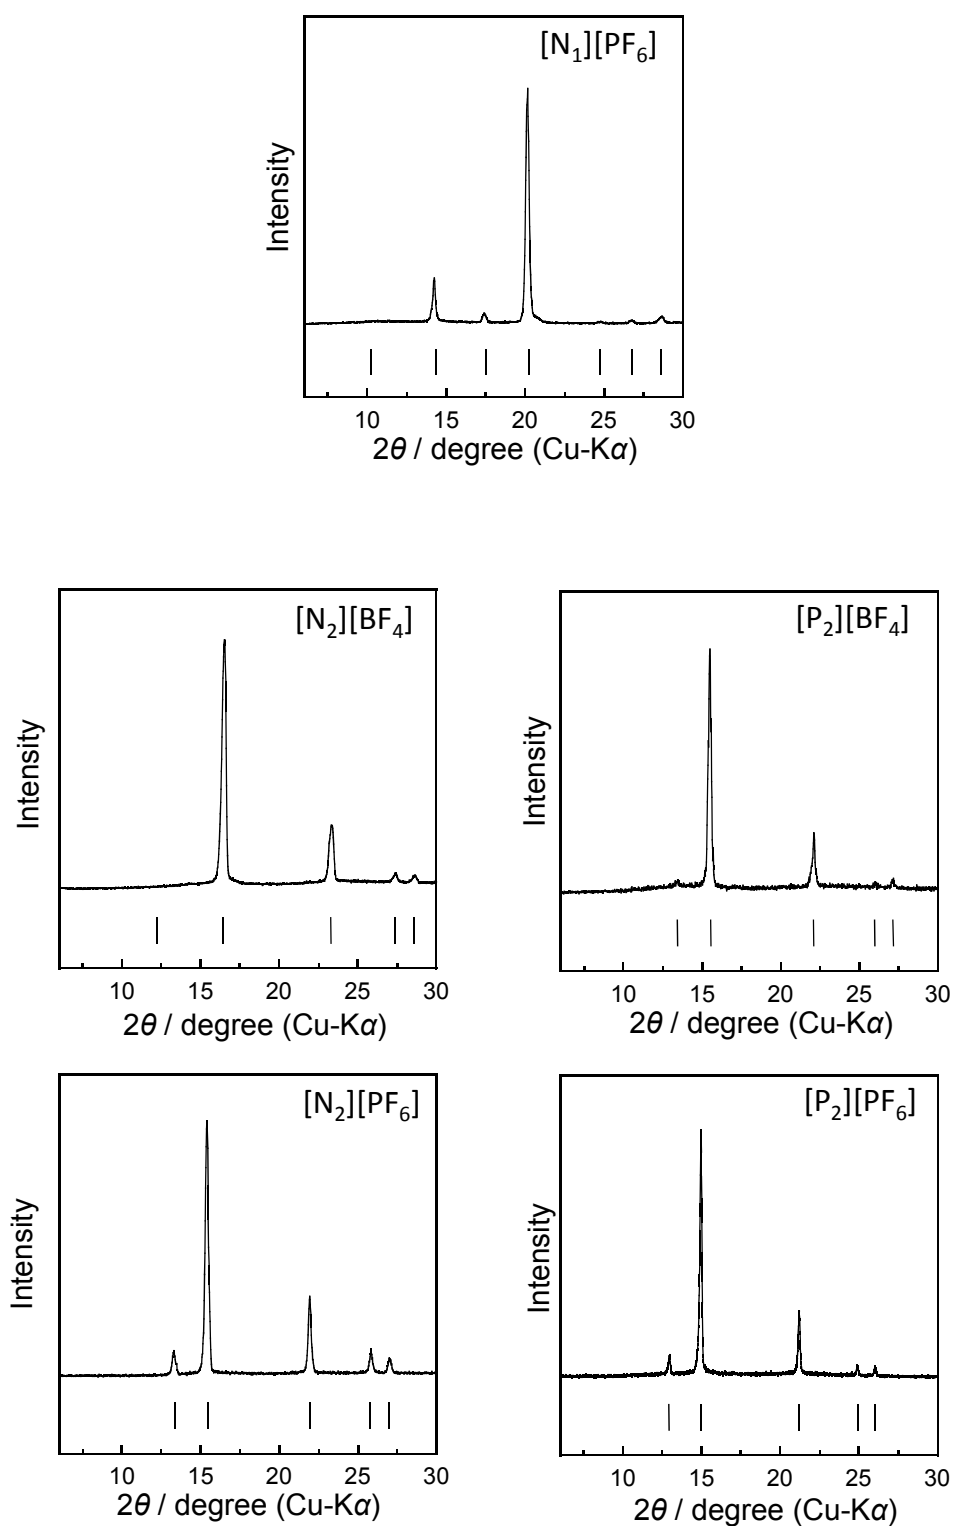 [N₁][PF₆]
Intensity
10 15 20 25 30
2θ / degree (Cu-Kα)
[N₂][BF₄]
Intensity
10 15 20 25 30
2θ / degree (Cu-Kα)
[P₂][BF₄]
Intensity
10 15 20 25 30
2θ / degree (Cu-Kα)
[N₂][PF₆]
Intensity
10 15 20 25 30
2θ / degree (Cu-Kα)
[P₂][PF₆]
Intensity
10 15 20 25 30
2θ / degree (Cu-Kα)